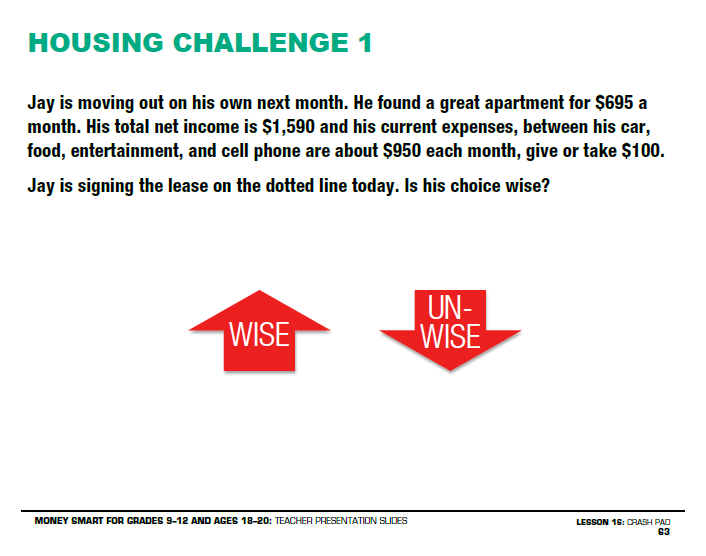 HOUSING CHALLENGE 1
Jay is moving out on his own next month. He found a great apartment for $695 a
month. His total net income is $1,590 and his current expenses, between his car,
food, entertainment, and cell phone are about $950 each month, give or take $100.
Jay is signing the lease on the dotted line today. Is his choice wise?
WISE
UN-
WISE
MONEY SMART FOR GRADES 9–12 AND AGES 18–20: TEACHER PRESENTATION SLIDES
LESSON 16: CRASH PAD
63